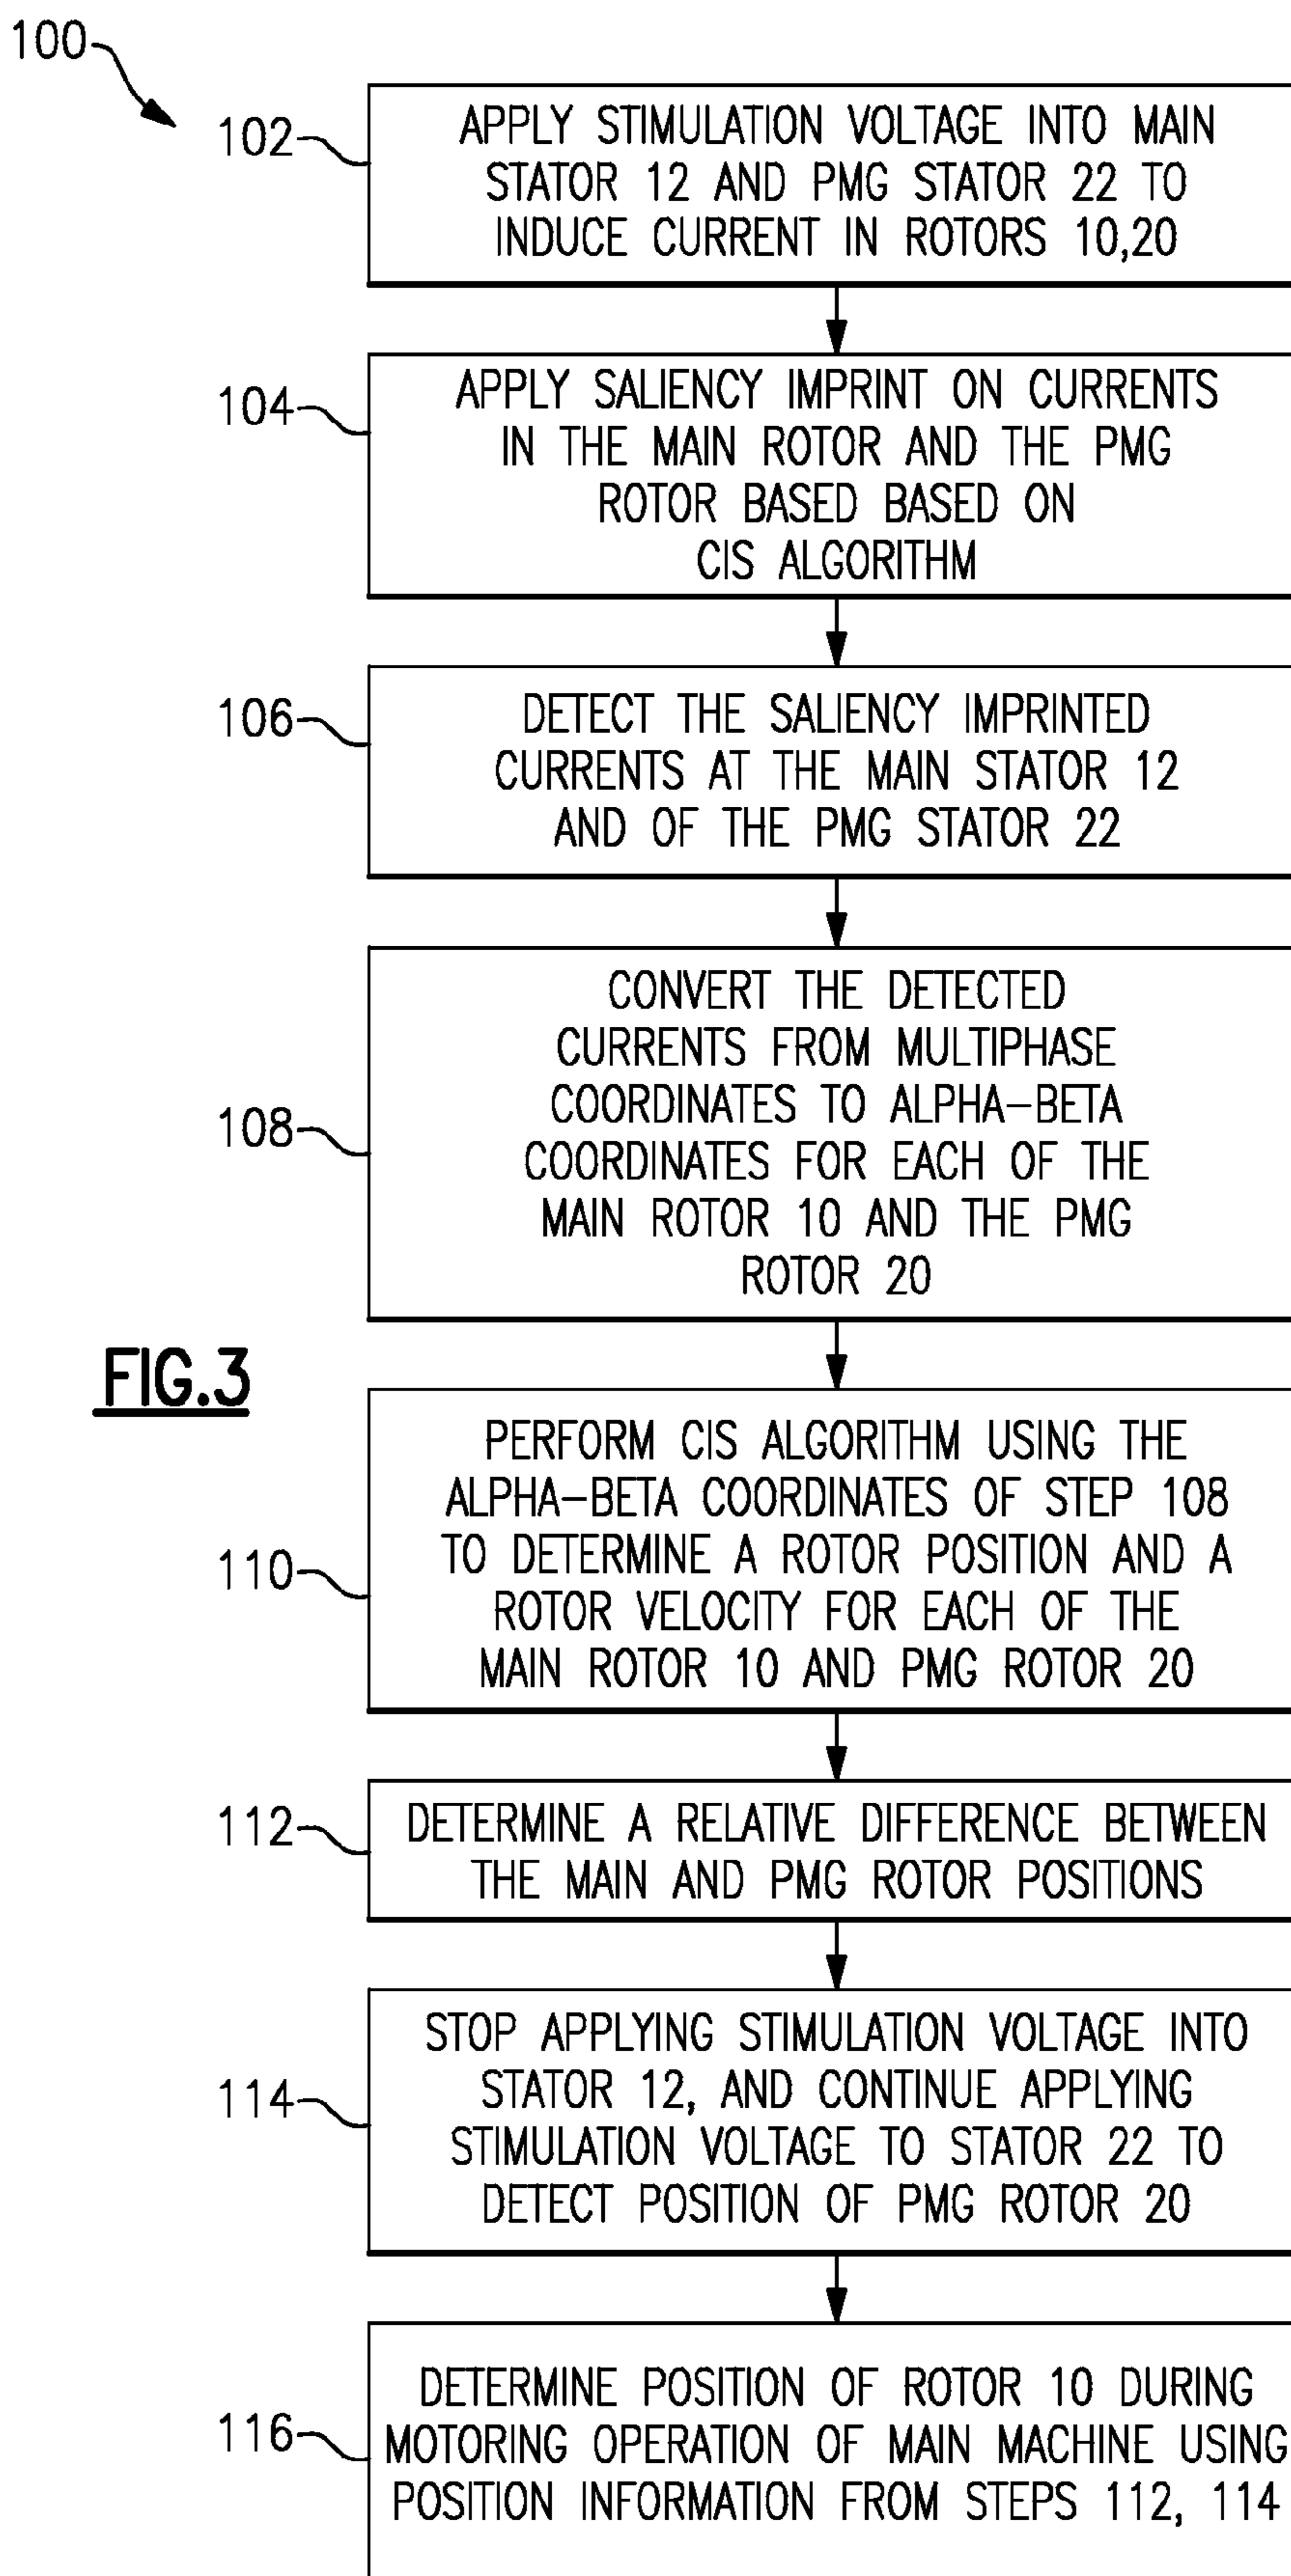 100
102
APPLY STIMULATION VOLTAGE INTO MAIN
STATOR 12 AND PMG STATOR 22 TO
INDUCE CURRENT IN ROTORS 10,20
104
APPLY SALIENCY IMPRINT ON CURRENTS
IN THE MAIN ROTOR AND THE PMG
ROTOR BASED BASED ON
CIS ALGORITHM
106
DETECT THE SALIENCY IMPRINTED
CURRENTS AT THE MAIN STATOR 12
AND OF THE PMG STATOR 22
108
CONVERT THE DETECTED
CURRENTS FROM MULTIPHASE
COORDINATES TO ALPHA-BETA
COORDINATES FOR EACH OF THE
MAIN ROTOR 10 AND THE PMG
ROTOR 20
FIG.3
110
PERFORM CIS ALGORITHM USING THE
ALPHA-BETA COORDINATES OF STEP 108
TO DETERMINE A ROTOR POSITION AND A
ROTOR VELOCITY FOR EACH OF THE
MAIN ROTOR 10 AND PMG ROTOR 20
112
DETERMINE A RELATIVE DIFFERENCE BETWEEN
THE MAIN AND PMG ROTOR POSITIONS
114
STOP APPLYING STIMULATION VOLTAGE INTO
STATOR 12, AND CONTINUE APPLYING
STIMULATION VOLTAGE TO STATOR 22 TO
DETECT POSITION OF PMG ROTOR 20
116
DETERMINE POSITION OF ROTOR 10 DURING
MOTORING OPERATION OF MAIN MACHINE USING
POSITION INFORMATION FROM STEPS 112, 114